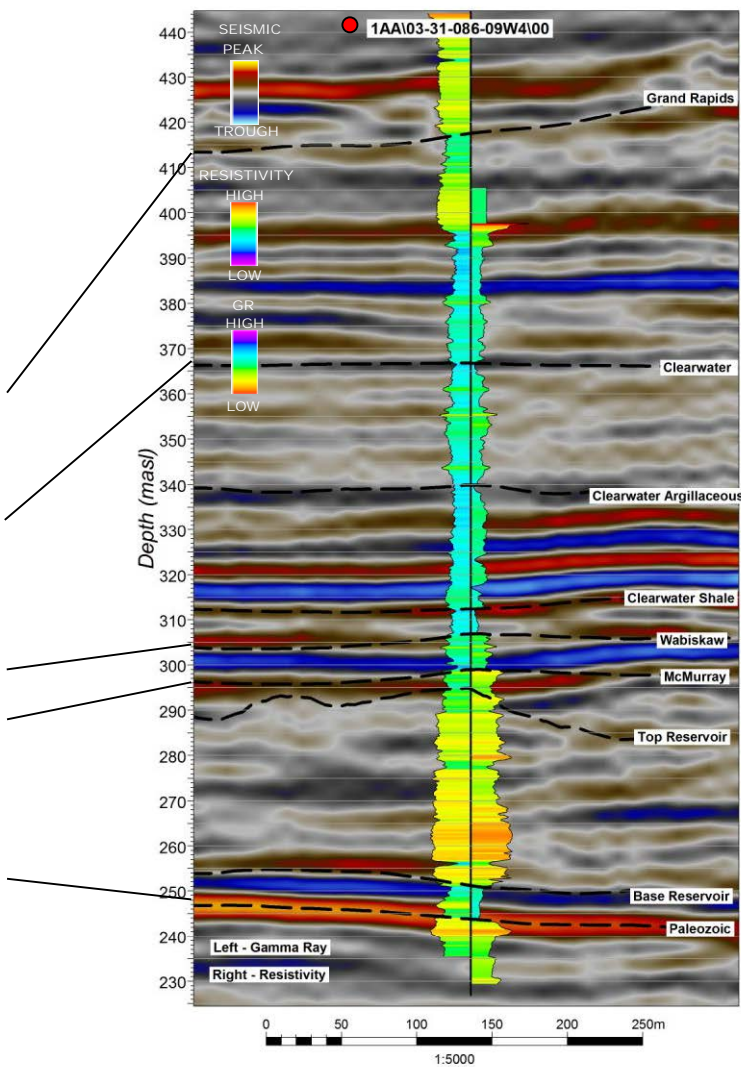 1AA\03-31-086-09W4\00
SEISMIC
PEAK
TROUGH
RESISTIVITY
HIGH
LOW
GR
HIGH
LOW
Depth (masl)
440
430
420
410
400
390
380
370
360
350
340
330
320
310
300
290
280
270
260
250
240
230
Grand Rapids
Clearwater
Clearwater Argillaceous
Clearwater Shale
Wabiskaw
McMurray
Top Reservoir
Base Reservoir
Paleozoic
Left - Gamma Ray
Right - Resistivity
0 50 100 150 200 250m
1:5000